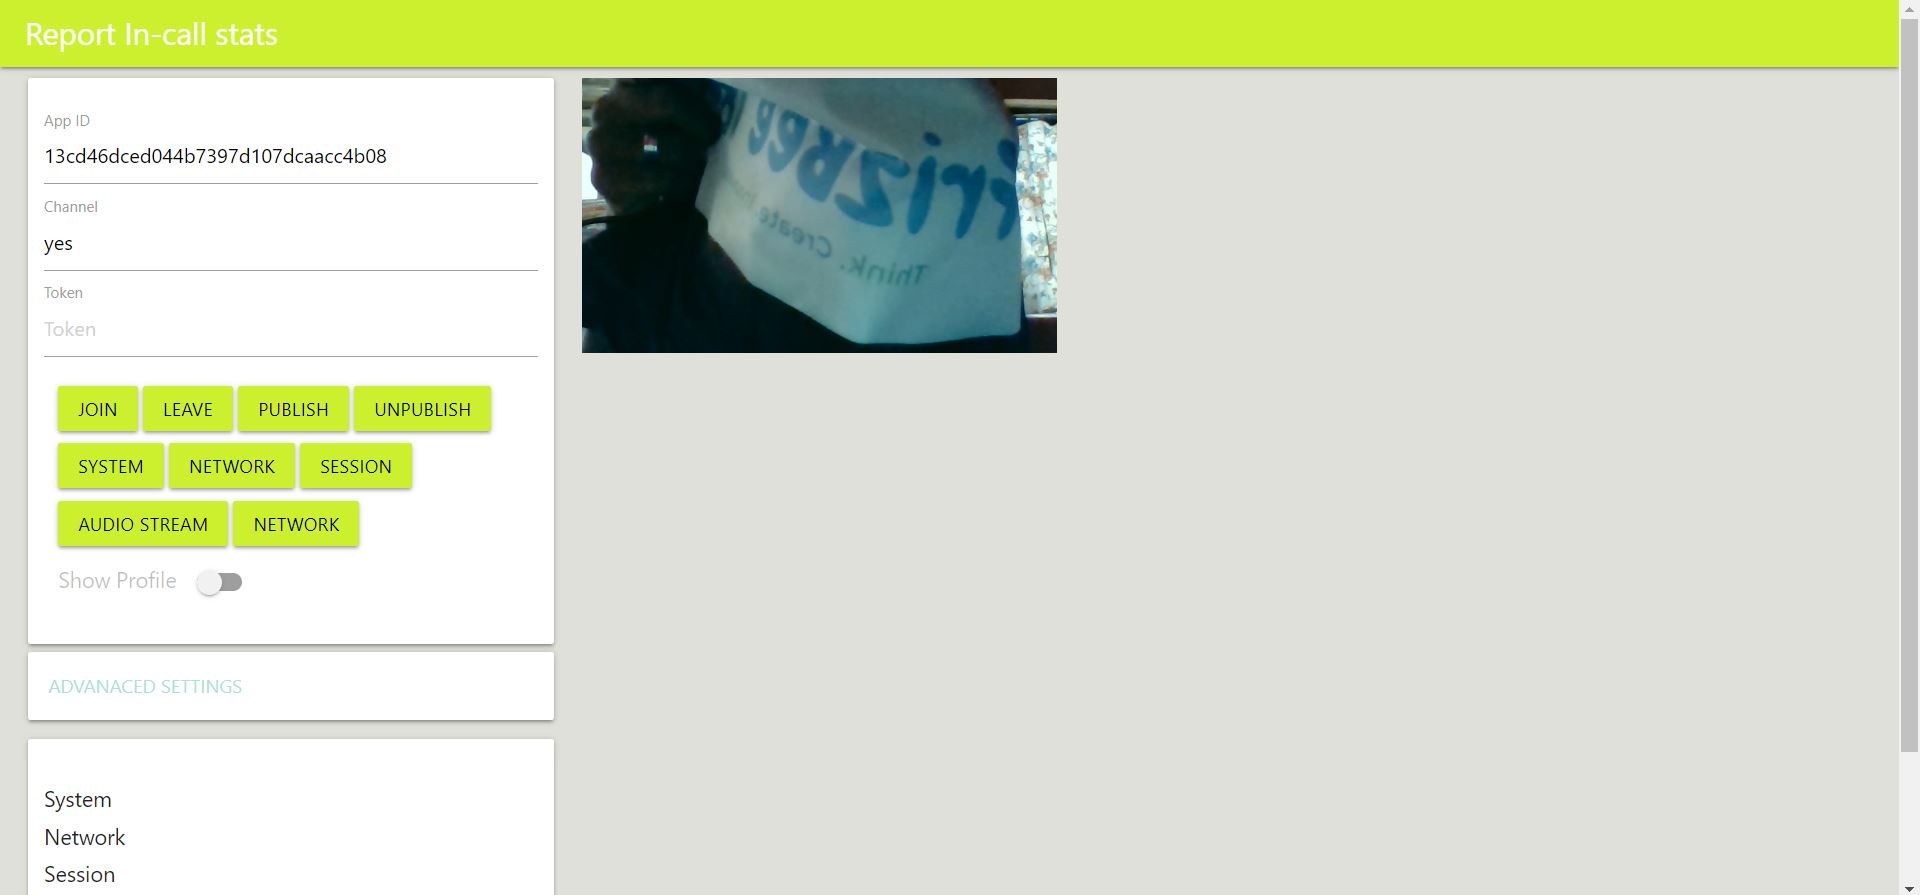 Report In-call stats
App ID
13cd46dced044b7397d107dcaacc4b08
Channel
yes
Token
Token
JOIN LEAVE PUBLISH UNPUBLISH
SYSTEM NETWORK SESSION
AUDIO STREAM NETWORK
Show Profile
ADVANACED SETTINGS
System
Network
Session
Think. Create.